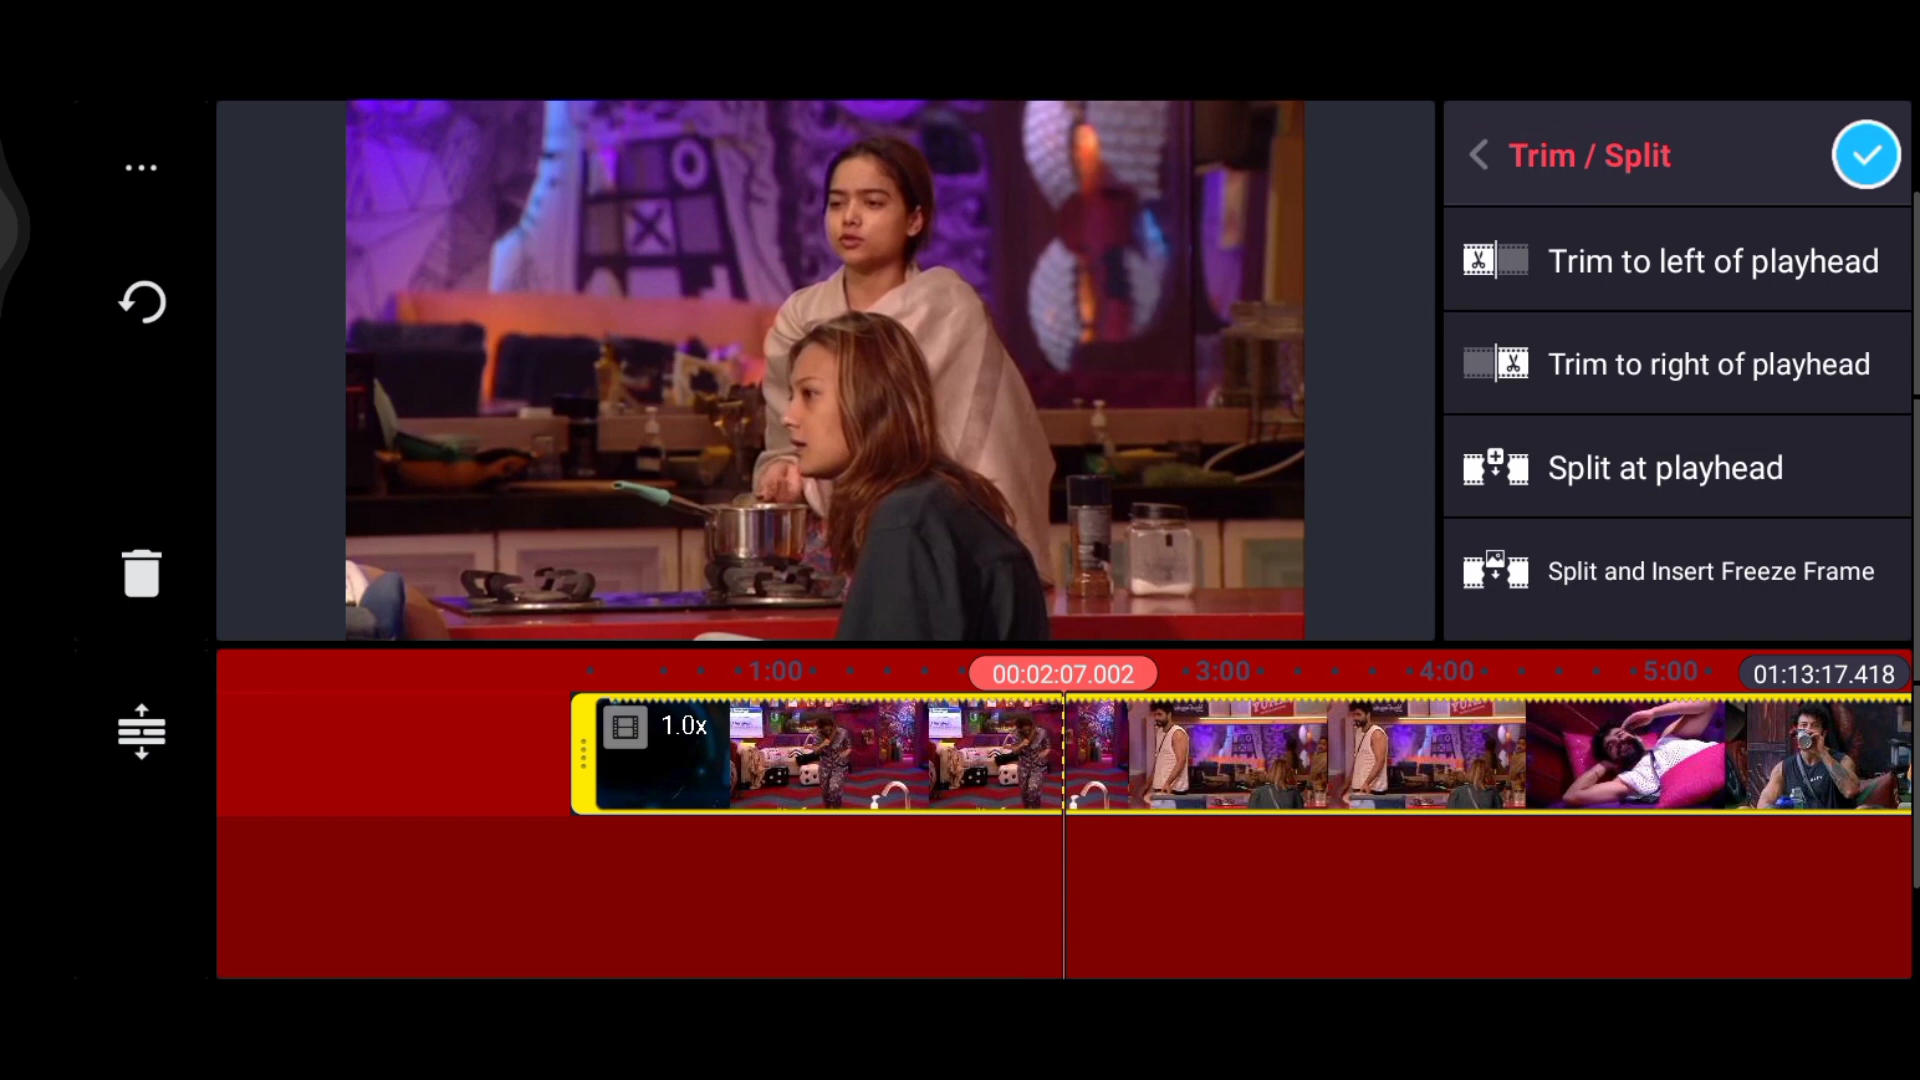 Trim / Split
Trim to left of playhead
Trim to right of playhead
Split at playhead
Split and Insert Freeze Frame
1:00
00:02:07.002
3:00
4:00
5:00
01:13:17.418
1.0x